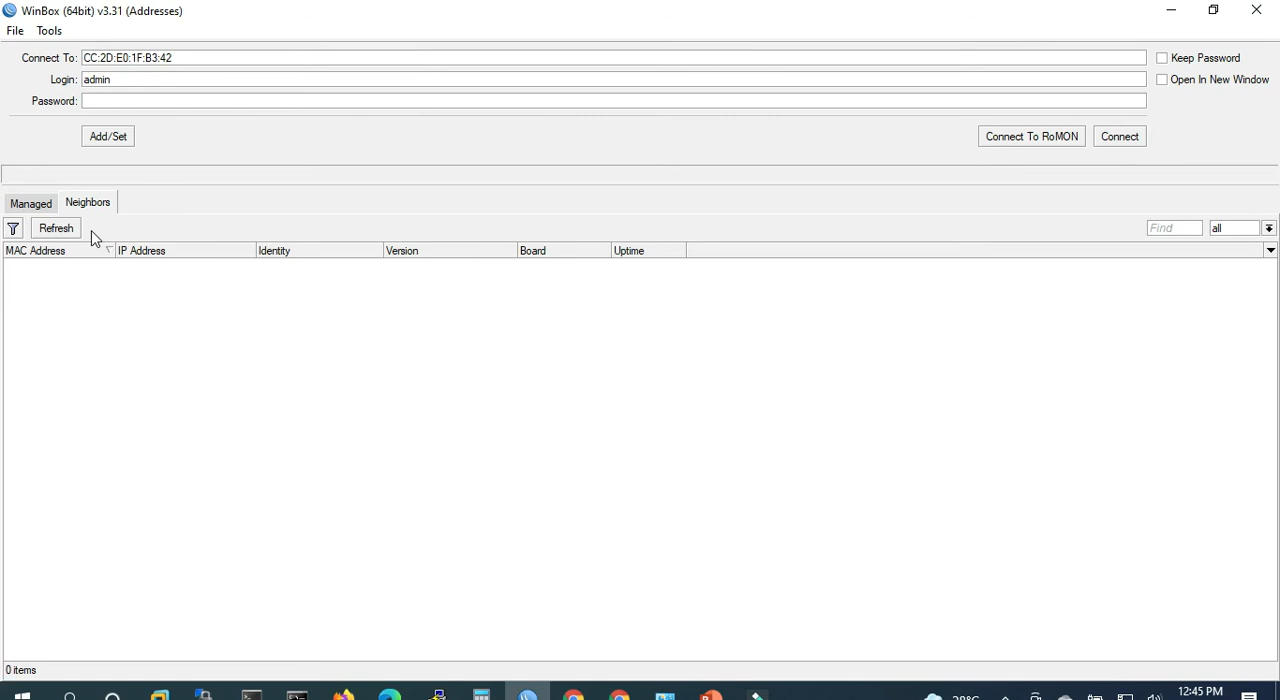 WinBox (64bit) v3.31 (Addresses)
File Tools
Connect To: CC:2D:E0:1F:B3:42
Keep Password
Login: admin
Open In New Window
Password:
Add/Set
Connect To RoMON
Connect
Managed
Neighbors
Refresh
Find
all
MAC Address
IP Address
Identity
Version
Board
Uptime
0 items
28°C
12:45 PM